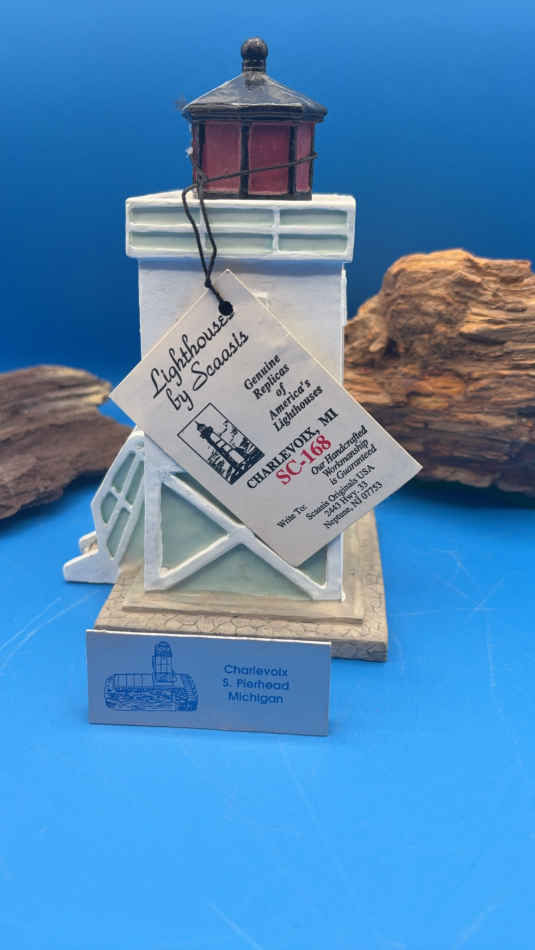 Lighthouses
by Scaasis
Genuine
Replicas
of
America's
Lighthouses
CHARLEVOIX, MI
SC-168
Our Handcrafted
Workmanship
is Guaranteed
Write To:
Scaasis Originals USA
2443 Hwy. 33
Neptune, NJ 07753
Charlevoix
S. Pierhead
Michigan